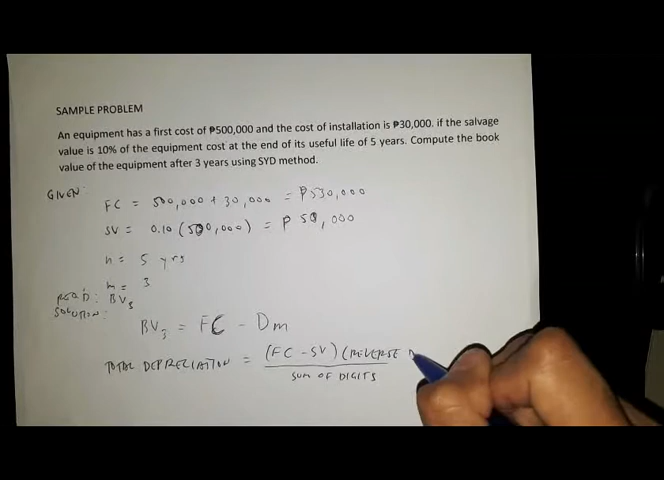 SAMPLE PROBLEM
An equipment has a first cost of ₱500,000 and the cost of installation is ₱30,000. if the salvage
value is 10% of the equipment cost at the end of its useful life of 5 years. Compute the book
value of the equipment after 3 years using SYD method.
GIVEN:
FC = 500,000 + 30,000 = ₱530,000
SV = 0.10 (500,000) = ₱ 50,000
n = 5 yrs
m = 3
REQ'D: BV₃
SOLUTION:
BV₃ = FC - Dm
TOTAL DEPRECIATION = (FC - SV) (REVERSE
SUM OF DIGITS